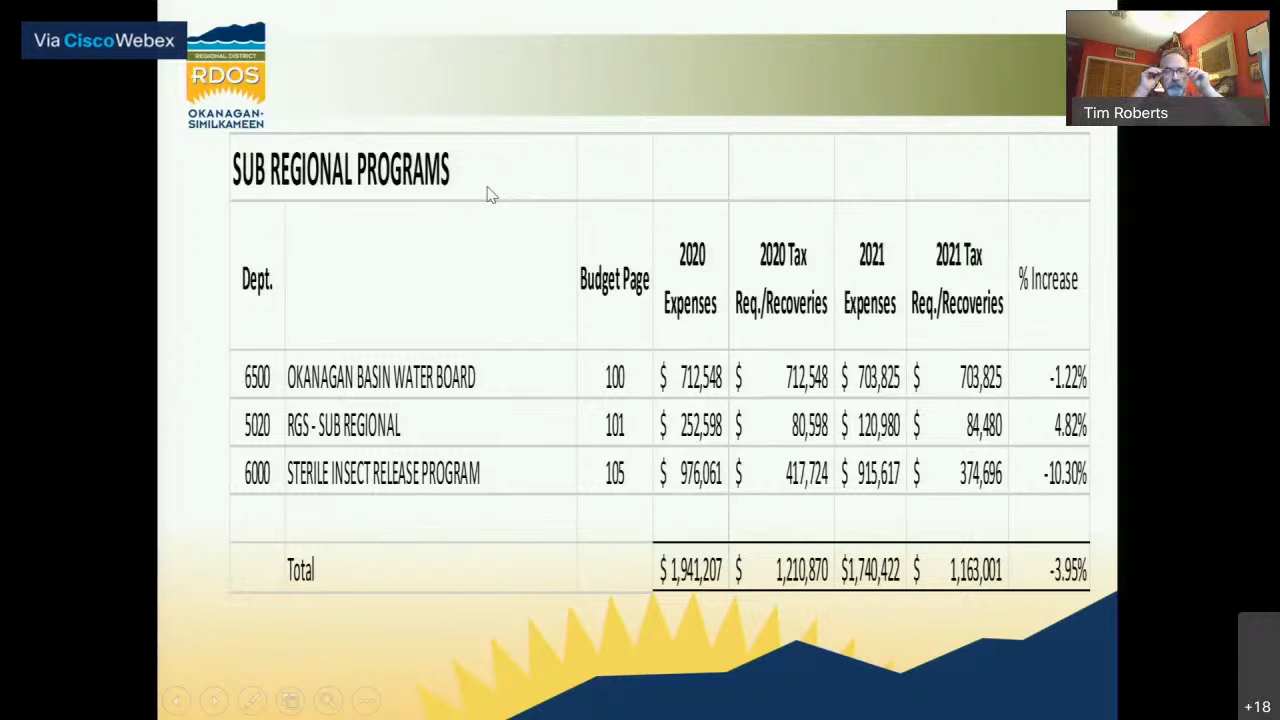 Via CiscoWebex
REGIONAL DISTRICT
RDOS
OKANAGAN-
SIMILKAMEEN
Tim Roberts
SUB REGIONAL PROGRAMS
Dept. Budget Page 2020 Expenses 2020 Tax Req./Recoveries 2021 Expenses 2021 Tax Req./Recoveries % Increase
6500 OKANAGAN BASIN WATER BOARD 100 $ 712,548 $ 712,548 $ 703,825 $ 703,825 -1.22%
5020 RGS - SUB REGIONAL 101 $ 252,598 $ 80,598 $ 120,980 $ 84,480 4.82%
6000 STERILE INSECT RELEASE PROGRAM 105 $ 976,061 $ 417,724 $ 915,617 $ 374,696 -10.30%
Total $ 1,941,207 $ 1,210,870 $1,740,422 $ 1,163,001 -3.95%
+18